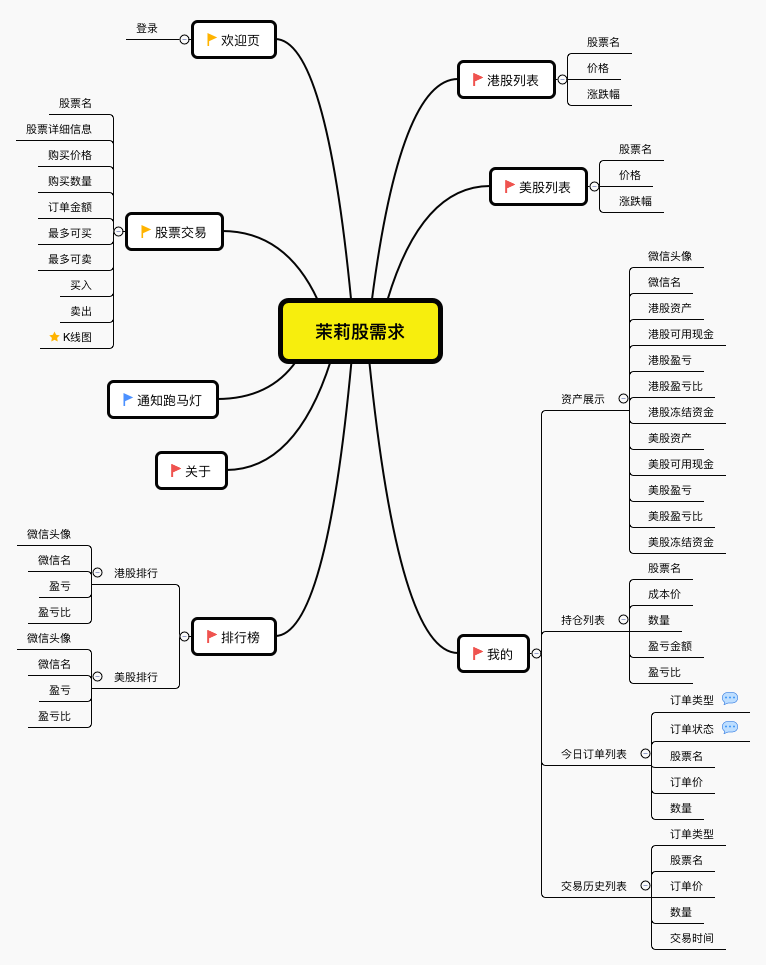 茉莉股需求
欢迎页
登录
股票交易
股票名
股票详细信息
购买价格
购买数量
订单金额
最多可买
最多可卖
买入
卖出
K线图
通知跑马灯
关于
排行榜
港股排行
微信头像
微信名
盈亏
盈亏比
美股排行
微信头像
微信名
盈亏
盈亏比
港股列表
股票名
价格
涨跌幅
美股列表
股票名
价格
涨跌幅
我的
资产展示
微信头像
微信名
港股资产
港股可用现金
港股盈亏
港股盈亏比
港股冻结资金
美股资产
美股可用现金
美股盈亏
美股盈亏比
美股冻结资金
持仓列表
股票名
成本价
数量
盈亏金额
盈亏比
今日订单列表
订单类型
订单状态
股票名
订单价
数量
交易历史列表
订单类型
股票名
订单价
数量
交易时间